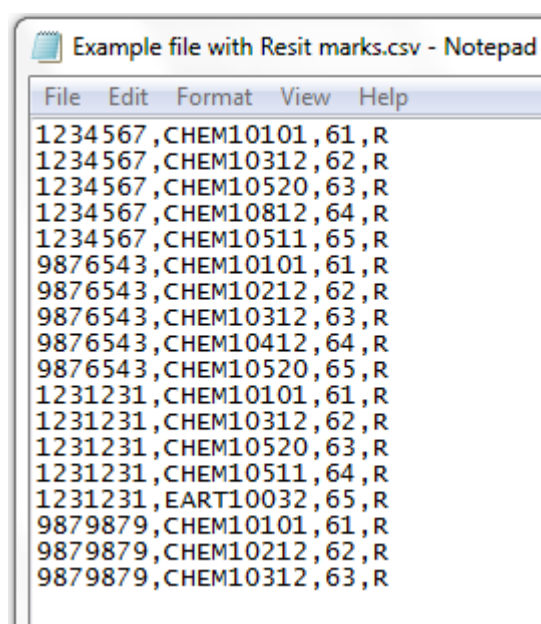 Example file with Resit marks.csv - Notepad
File Edit Format View Help
1234567,CHEM10101,61,R
1234567,CHEM10312,62,R
1234567,CHEM10520,63,R
1234567,CHEM10812,64,R
1234567,CHEM10511,65,R
9876543,CHEM10101,61,R
9876543,CHEM10212,62,R
9876543,CHEM10312,63,R
9876543,CHEM10412,64,R
9876543,CHEM10520,65,R
1231231,CHEM10101,61,R
1231231,CHEM10312,62,R
1231231,CHEM10520,63,R
1231231,CHEM10511,64,R
1231231,EART10032,65,R
9879879,CHEM10101,61,R
9879879,CHEM10212,62,R
9879879,CHEM10312,63,R